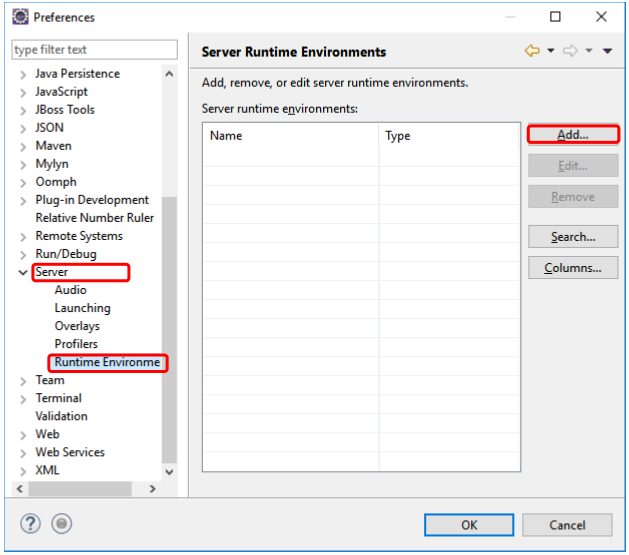 Preferences
type filter text
Java Persistence
JavaScript
JBoss Tools
JSON
Maven
Mylyn
Oomph
Plug-in Development
Relative Number Ruler
Remote Systems
Run/Debug
Server
Audio
Launching
Overlays
Profilers
Runtime Environme
Team
Terminal
Validation
Web
Web Services
XML
Server Runtime Environments
Add, remove, or edit server runtime environments.
Server runtime environments:
Name Type
Add...
Edit...
Remove
Search...
Columns...
?
OK Cancel